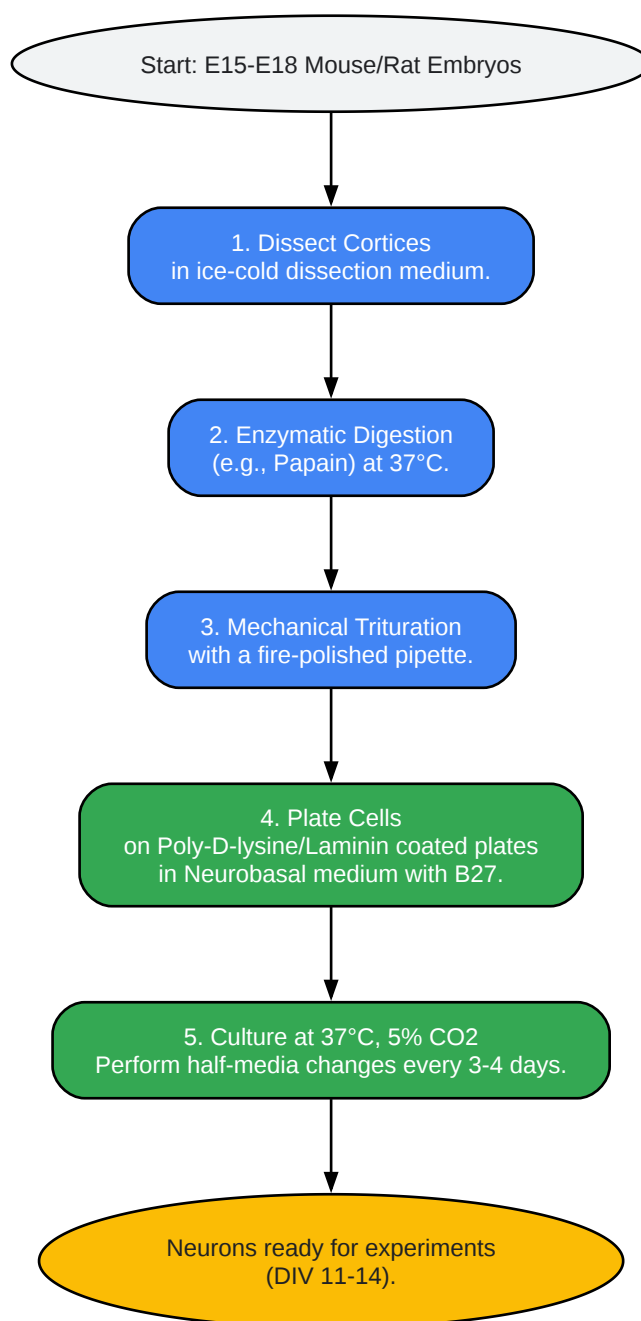 Start: E15-E18 Mouse/Rat Embryos
1. Dissect Cortices
in ice-cold dissection medium.
2. Enzymatic Digestion
(e.g., Papain) at 37°C.
3. Mechanical Trituration
with a fire-polished pipette.
4. Plate Cells
on Poly-D-lysine/Laminin coated plates
in Neurobasal medium with B27.
5. Culture at 37°C, 5% CO2
Perform half-media changes every 3-4 days.
Neurons ready for experiments
(DIV 11-14).